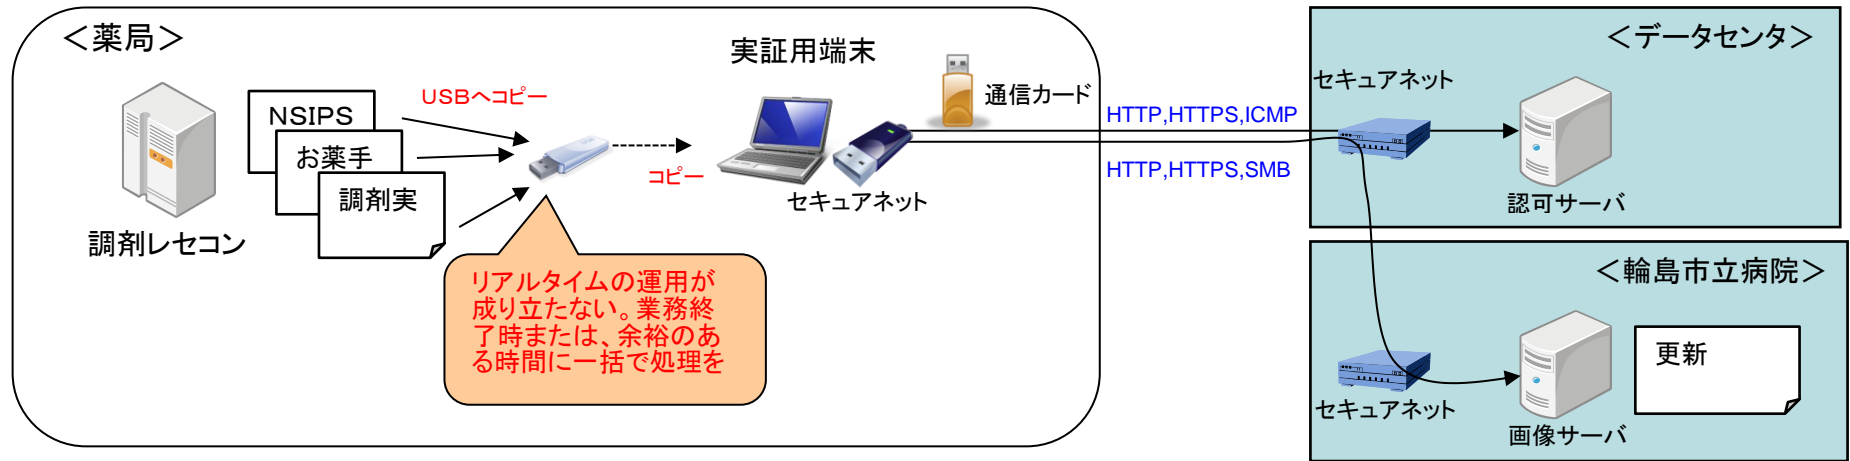 ＜薬局＞
調剤レセコン
NSIPS
お薬手
調剤実
USBへコピー
コピー
リアルタイムの運用が
成り立たない。業務終
了時または、余裕のあ
る時間に一括で処理を
実証用端末
セキュアネット
通信カード
HTTP,HTTPS,ICMP
HTTP,HTTPS,SMB
＜データセンタ＞
セキュアネット
認可サーバ
＜輪島市立病院＞
セキュアネット
画像サーバ
更新